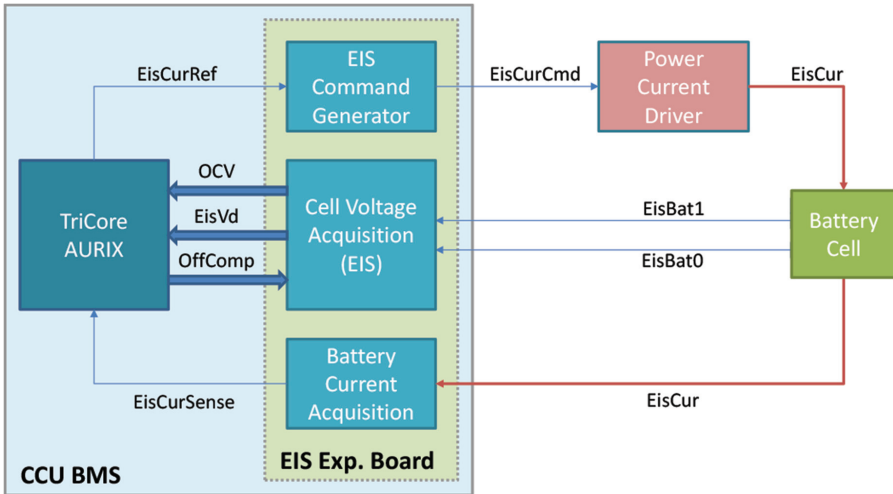 EIS
Command
Generator
Power
Current
Driver
EisCurRef
EisCurCmd
EisCur
TriCore
AURIX
OCV
EisVd
OffComp
Cell Voltage
Acquisition
(EIS)
EisBat1
EisBat0
Battery
Cell
Battery
Current
Acquisition
EisCurSense
EisCur
CCU BMS
EIS Exp. Board